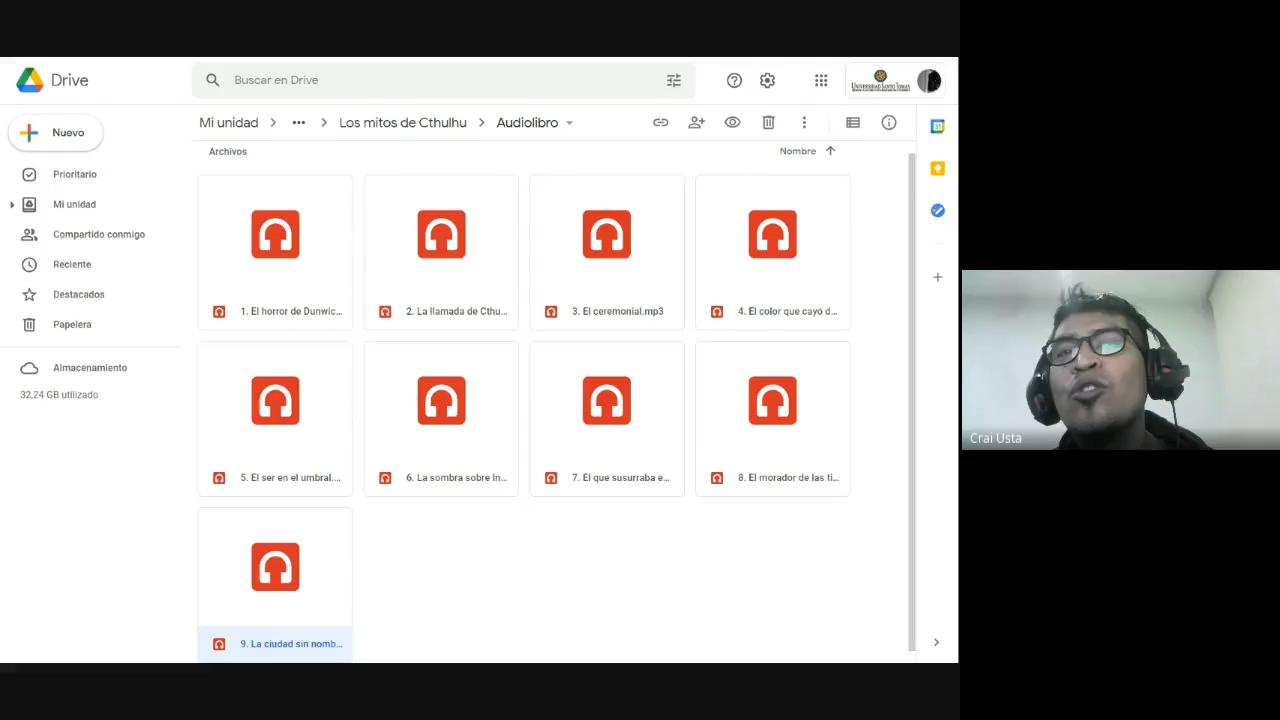 Drive
Buscar en Drive
UNIVERSIDAD SANTO TOMÁS
Nuevo
Mi unidad
•••
Los mitos de Cthulhu
Audiolibro
Archivos
Nombre
Prioritario
Mi unidad
Compartido conmigo
Reciente
Destacados
Papelera
Almacenamiento
32,24 GB utilizado
1. El horror de Dunwic...
2. La llamada de Cthu...
3. El ceremonial.mp3
4. El color que cayó d...
5. El ser en el umbral....
6. La sombra sobre In...
7. El que susurraba e...
8. El morador de las ti...
9. La ciudad sin nomb...
Crai Usta